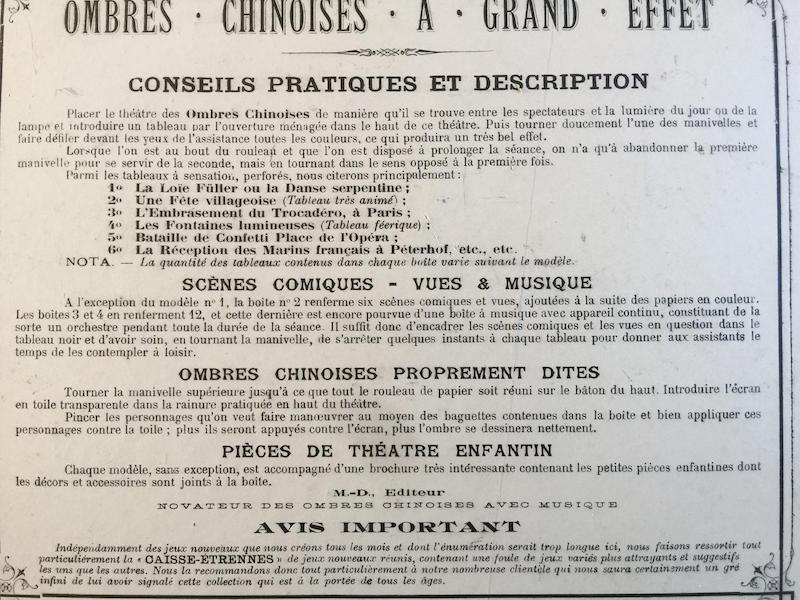 OMBRES · CHINOISES · A · GRAND · EFFET
CONSEILS PRATIQUES ET DESCRIPTION
Placer le théâtre des Ombres Chinoises de manière qu'il se trouve entre les spectateurs et la lumière du jour ou de la
lampe et introduire un tableau par l'ouverture ménagée dans le haut de ce théâtre. Puis tourner doucement l'une des manivelles et
faire défiler devant les yeux de l'assistance toutes les couleurs, ce qui produira un très bel effet.
Lorsque l'on est au bout du rouleau et que l'on est disposé à prolonger la séance, on n'a qu'à abandonner la première
manivelle pour se servir de la seconde, mais en tournant dans le sens opposé à la première fois.
Parmi les tableaux à sensation, perforés, nous citerons principalement :
1o La Loïe Füller ou la Danse serpentine ;
2o Une Fête villageoise (Tableau très animé) ;
3o L'Embrasement du Trocadéro, à Paris ;
4o Les Fontaines lumineuses (Tableau féerique) ;
5o Bataille de Confetti Place de l'Opéra ;
6o La Réception des Marins français à Péterhof, etc., etc.
NOTA. — La quantité des tableaux contenus dans chaque boîte varie suivant le modèle.
SCÈNES COMIQUES - VUES & MUSIQUE
A l'exception du modèle no 1, la boîte no 2 renferme six scènes comiques et vues, ajoutées à la suite des papiers en couleur.
Les boites 3 et 4 en renferment 12, et cette dernière est encore pourvue d'une boîte à musique avec appareil continu, constituant de la
sorte un orchestre pendant toute la durée de la séance. Il suffit donc d'encadrer les scènes comiques et les vues en question dans le
tableau noir et d'avoir soin, en tournant la manivelle, de s'arrêter quelques instants à chaque tableau pour donner aux assistants le
temps de les contempler à loisir.
OMBRES CHINOISES PROPREMENT DITES
Tourner la manivelle supérieure jusqu'à ce que tout le rouleau de papier soit réuni sur le bâton du haut. Introduire l'écran
en toile transparente dans la rainure pratiquée en haut du théâtre.
Pincer les personnages qu'on veut faire manœuvrer au moyen des baguettes contenues dans la boite et bien appliquer ces
personnages contre la toile ; plus ils seront appuyés contre l'écran, plus l'ombre se dessinera nettement.
PIÈCES DE THÉATRE ENFANTIN
Chaque modèle, sans exception, est accompagné d'une brochure très intéressante contenant les petites pièces enfantines dont
les décors et accessoires sont joints à la boîte.
M.-D., Editeur
NOVATEUR DES OMBRES CHINOISES AVEC MUSIQUE
AVIS IMPORTANT
Indépendamment des jeux nouveaux que nous créons tous les mois et dont l'énumération serait trop longue ici, nous faisons ressortir tout
particulièrement la « CAISSE-ÉTRENNES » de jeux nouveaux réunis, contenant une foule de jeux variés plus attrayants et suggestifs
les uns que les autres. Nous la recommandons donc tout particulièrement à notre nombreuse clientèle qui nous saura certainement un gré
infini de lui avoir signalé cette collection qui est à la portée de tous les âges.